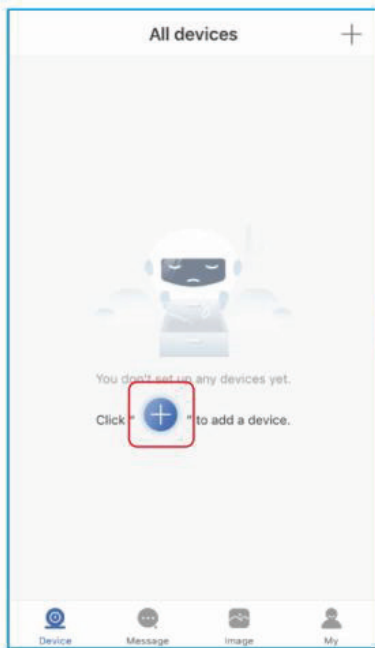 All devices
You don't set up any devices yet.
Click " + " to add a device.
Device Message Image My